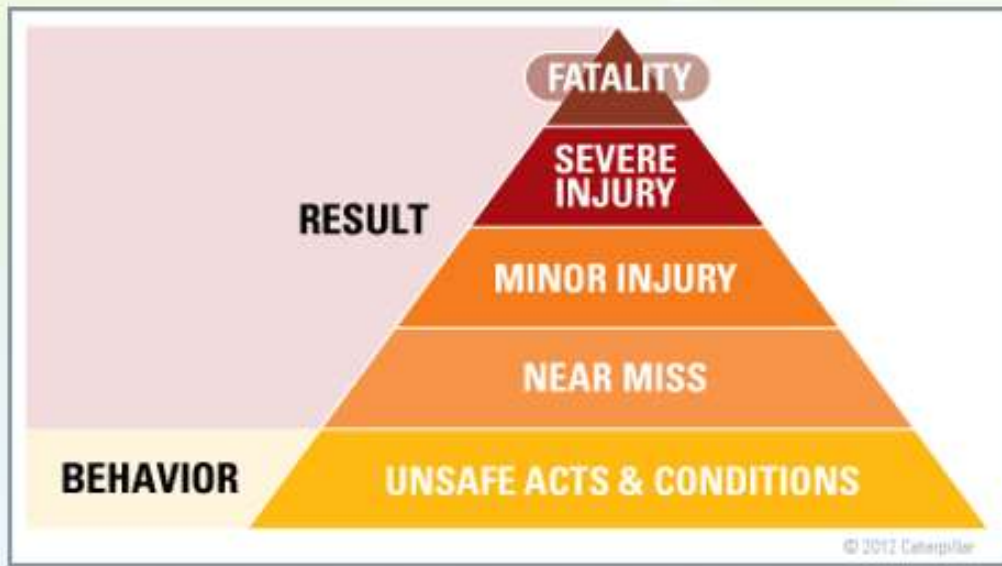 FATALITY
SEVERE
INJURY
RESULT
MINOR INJURY
NEAR MISS
BEHAVIOR
UNSAFE ACTS & CONDITIONS
© 2012 Caterpillar